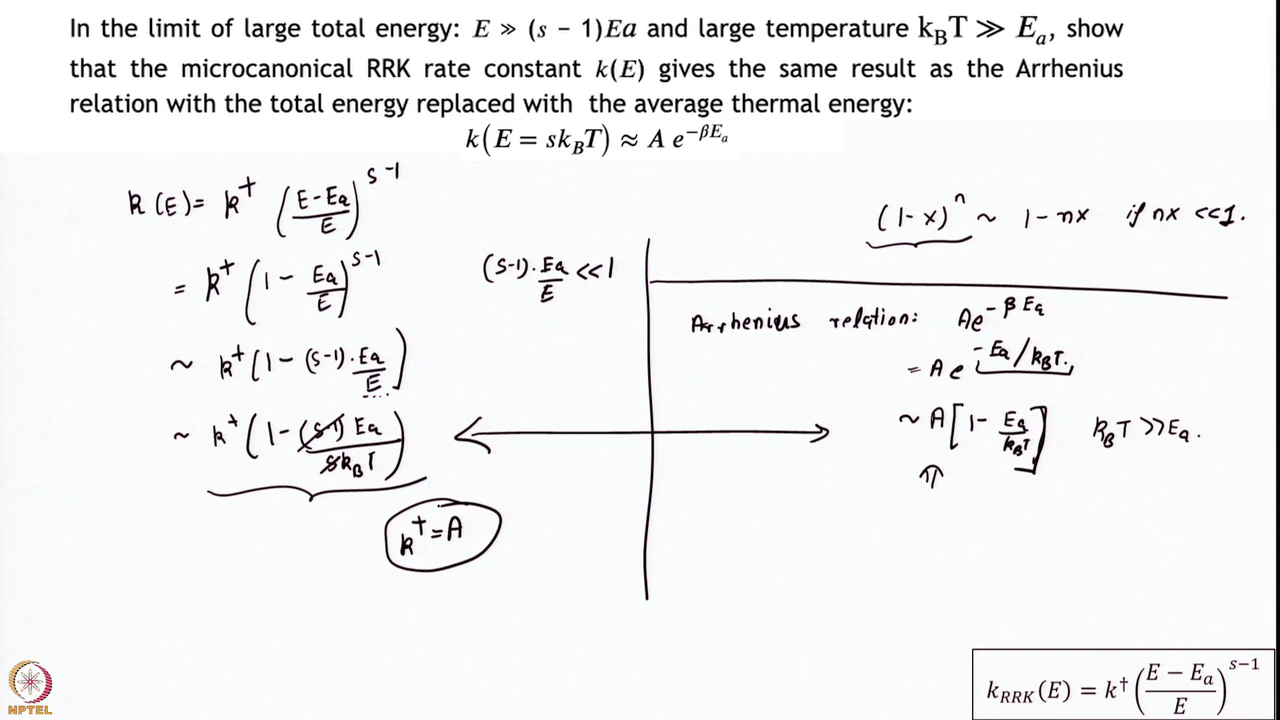 In the limit of large total energy: E ≫ (s − 1)Ea and large temperature k_BT ≫ E_a, show
that the microcanonical RRK rate constant k(E) gives the same result as the Arrhenius
relation with the total energy replaced with the average thermal energy:
k(E = sk_BT) ≈ A e^{−βE_a}
k(E) = k^† ((E-Ea)/E)^{s-1}
= k^† (1 - Ea/E)^{s-1}
(s-1)·Ea/E <<1
~ k^† (1 - (s-1)·Ea/E)
~ k^† (1 - (s-1)Ea/sk_BT)
k^† = A
(1-x)^n ~ 1-nx if nx <<1.
Arrhenius relation: Ae^{-βEa}
= Ae^{-Ea/k_BT}.
~ A[1 - Ea/k_BT] k_BT >> Ea.
⇑
NPTEL
k_{RRK}(E) = k^† ((E − E_a)/E)^{s−1}